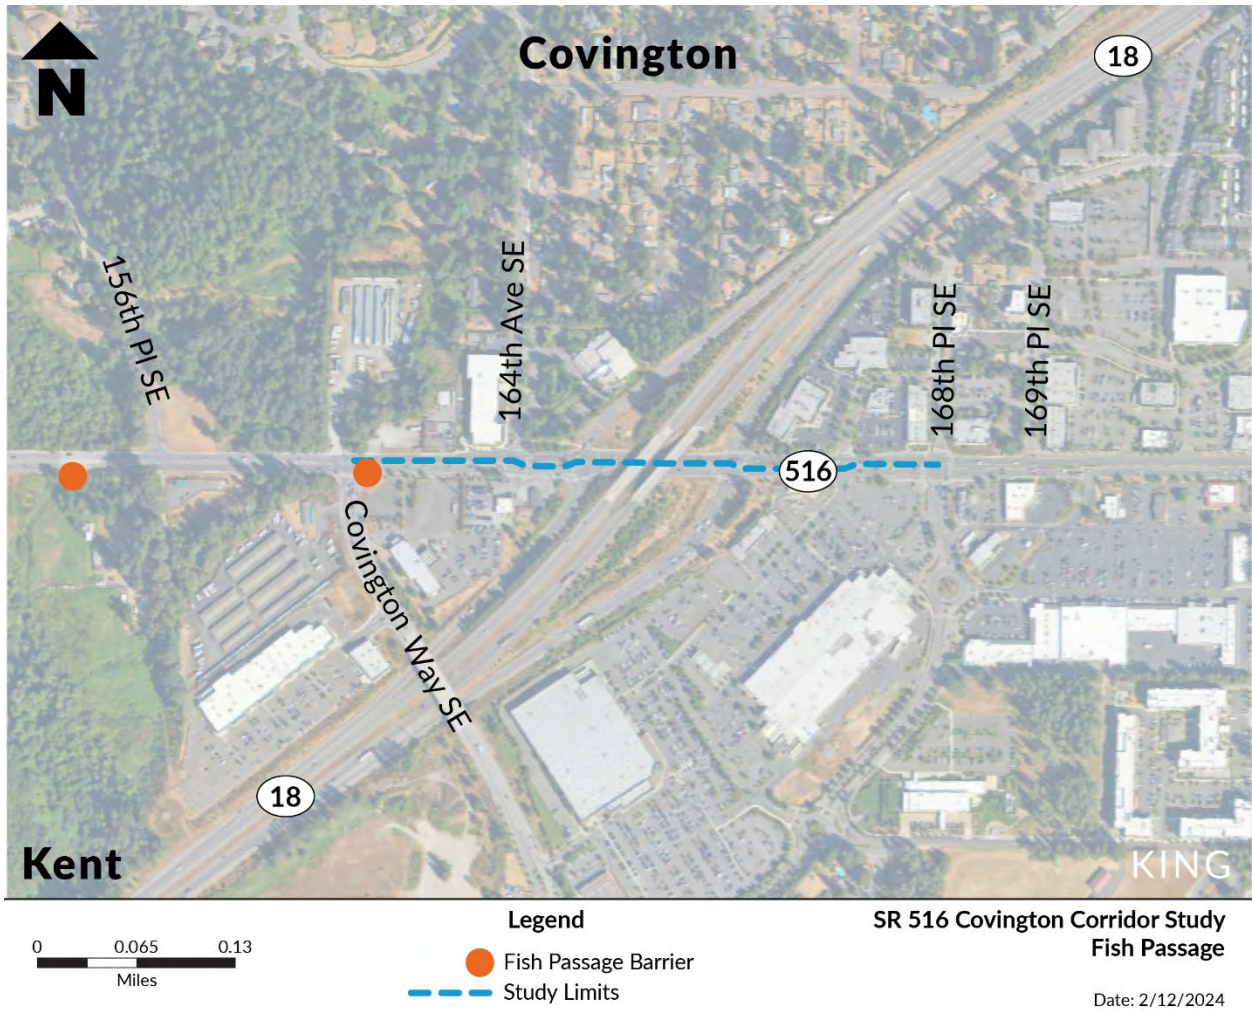 N
Covington
18
156th Pl SE
164th Ave SE
168th Pl SE
169th Pl SE
516
Covington Way SE
18
Kent
KING
Legend
Fish Passage Barrier
Study Limits
0 0.065 0.13
Miles
SR 516 Covington Corridor Study
Fish Passage
Date: 2/12/2024